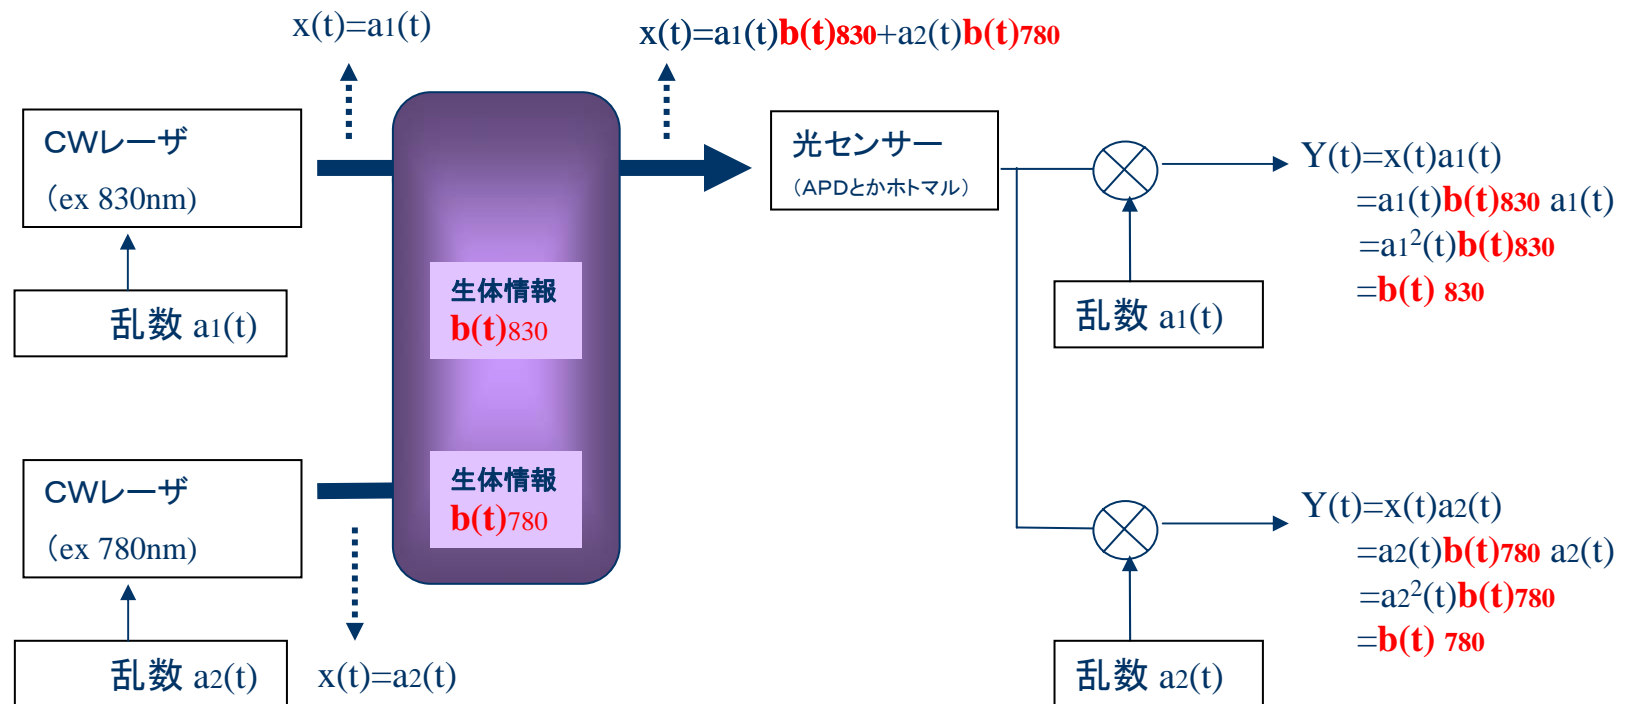 x(t)=a1(t)
x(t)=a1(t)b(t)830+a2(t)b(t)780
CWレーザ
（ex 830nm)
乱数 a1(t)
生体情報
b(t)830
光センサー
（APDとかホトマル）
Y(t)=x(t)a1(t)
=a1(t)b(t)830 a1(t)
=a1²(t)b(t)830
=b(t) 830
乱数 a1(t)
CWレーザ
（ex 780nm)
乱数 a2(t)
x(t)=a2(t)
生体情報
b(t)780
Y(t)=x(t)a2(t)
=a2(t)b(t)780 a2(t)
=a2²(t)b(t)780
=b(t) 780
乱数 a2(t)